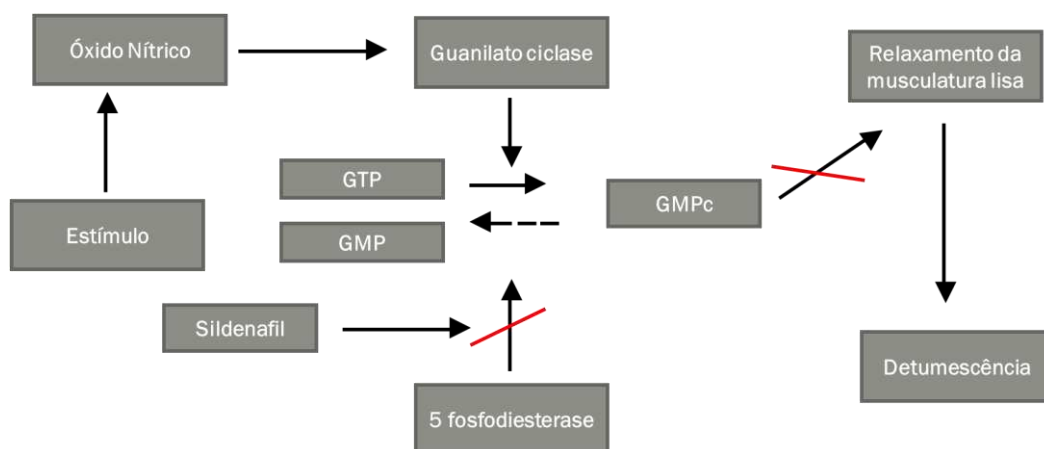 Óxido Nítrico
Guanilato ciclase
Relaxamento da
musculatura lisa
GTP
GMPc
Estímulo
GMP
Sildenafil
Detumescência
5 fosfodiesterase